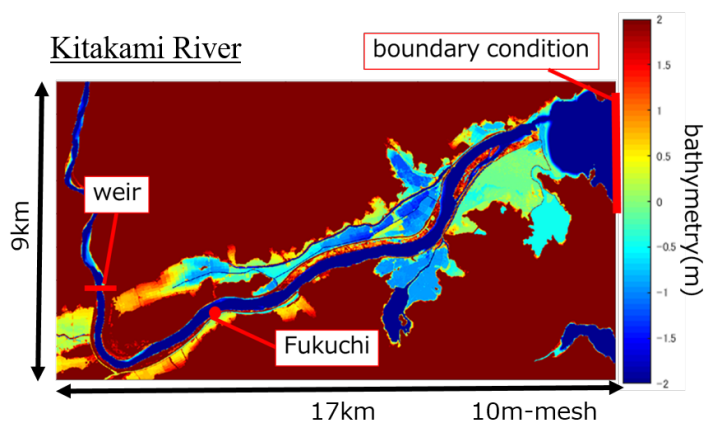 Kitakami River
boundary condition
weir
Fukuchi
9km
17km
10m-mesh
2
1.5
1
0.5
0
-0.5
-1
-1.5
-2
bathymetry(m)